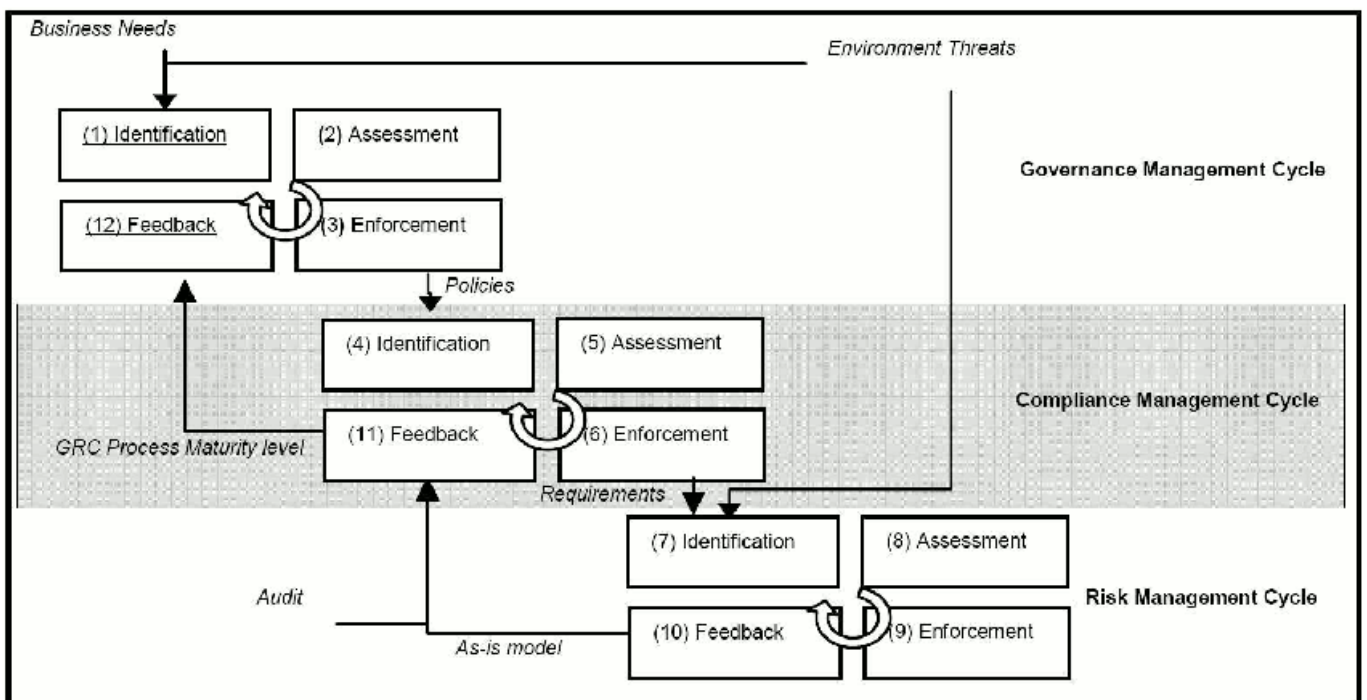 Business Needs
Environment Threats
(1) Identification
(2) Assessment
Governance Management Cycle
(12) Feedback
(3) Enforcement
Policies
(4) Identification
(5) Assessment
Compliance Management Cycle
(11) Feedback
(6) Enforcement
GRC Process Maturity level
Requirements
(7) Identification
(8) Assessment
Audit
Risk Management Cycle
(10) Feedback
(9) Enforcement
As-is model